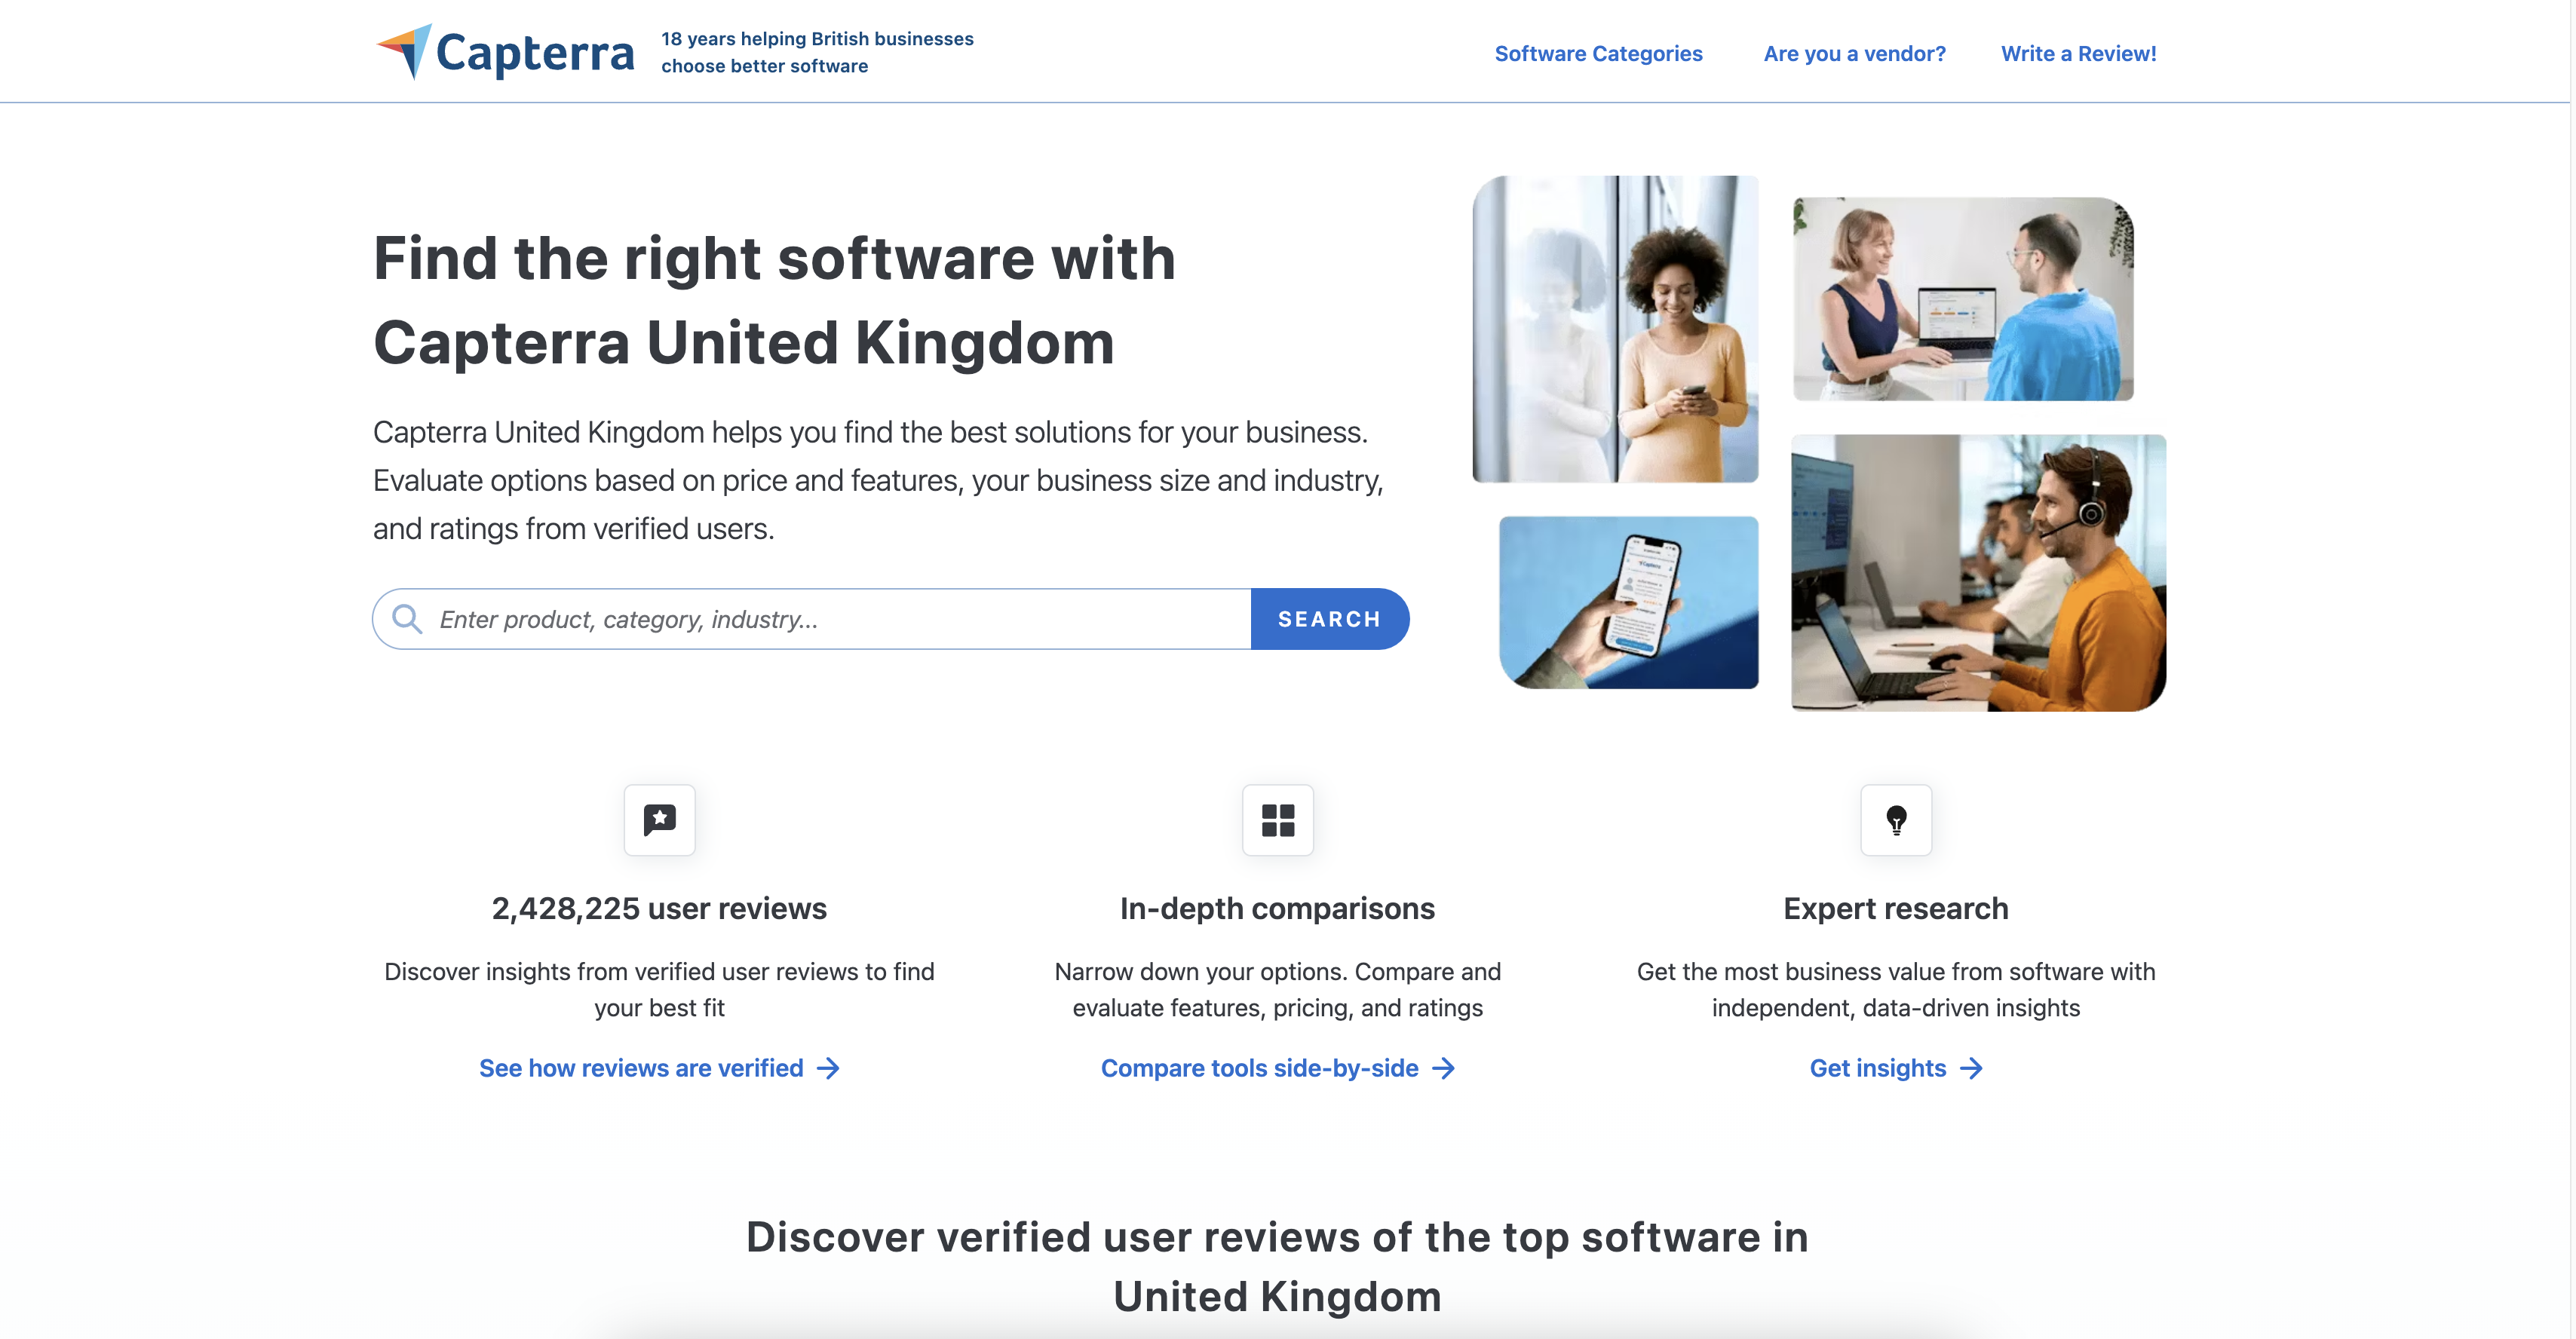 Capterra
18 years helping British businesses
choose better software
Software Categories
Are you a vendor?
Write a Review!
Find the right software with
Capterra United Kingdom
Capterra United Kingdom helps you find the best solutions for your business.
Evaluate options based on price and features, your business size and industry,
and ratings from verified users.
Enter product, category, industry...
SEARCH
Capterra
2,428,225 user reviews
Discover insights from verified user reviews to find
your best fit
See how reviews are verified
In-depth comparisons
Narrow down your options. Compare and
evaluate features, pricing, and ratings
Compare tools side-by-side
Expert research
Get the most business value from software with
independent, data-driven insights
Get insights
Discover verified user reviews of the top software in
United Kingdom